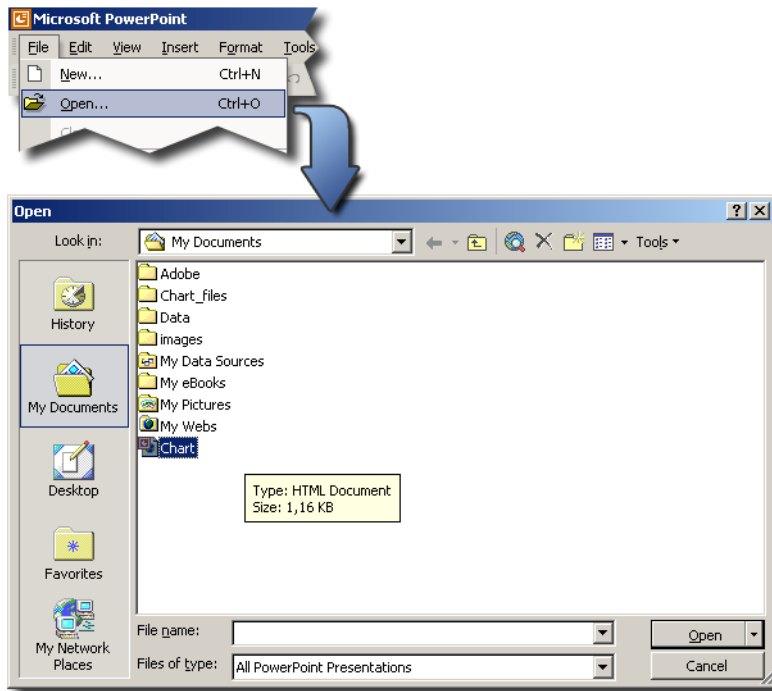 Microsoft PowerPoint
File Edit View Insert Format Tools
New... Ctrl+N
Open... Ctrl+O
Open
Look in: My Documents Tools
History
My Documents
Desktop
Favorites
My Network
Places
Adobe
Chart_files
Data
images
My Data Sources
My eBooks
My Pictures
My Webs
Chart
Type: HTML Document
Size: 1,16 KB
File name: Open
Files of type: All PowerPoint Presentations Cancel